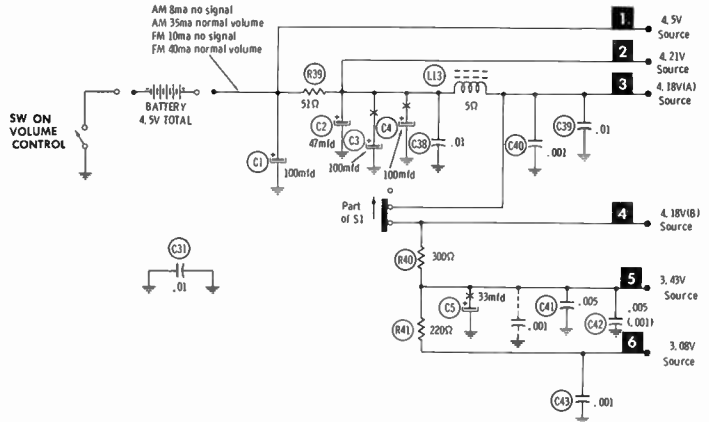 AM 8ma no signal
AM 35ma normal volume
FM 10ma no signal
FM 40ma normal volume
1. 4.5V
Source
2 4.21V
Source
3 4.18V(A)
Source
R39
51Ω
L13
5Ω
BATTERY
4.5V TOTAL
SW ON
VOLUME
CONTROL
C1
100mfd
C2
47mfd
C3
100mfd
C4
100mfd
C38
.01
C40
.001
C39
.01
Part
of S1
4 4.18V(B)
Source
C31
.01
R40
300Ω
5 3.43V
Source
C5
33mfd
.001
C41
.005
C42
.005
(.001)
R41
220Ω
6 3.08V
Source
C43
.001